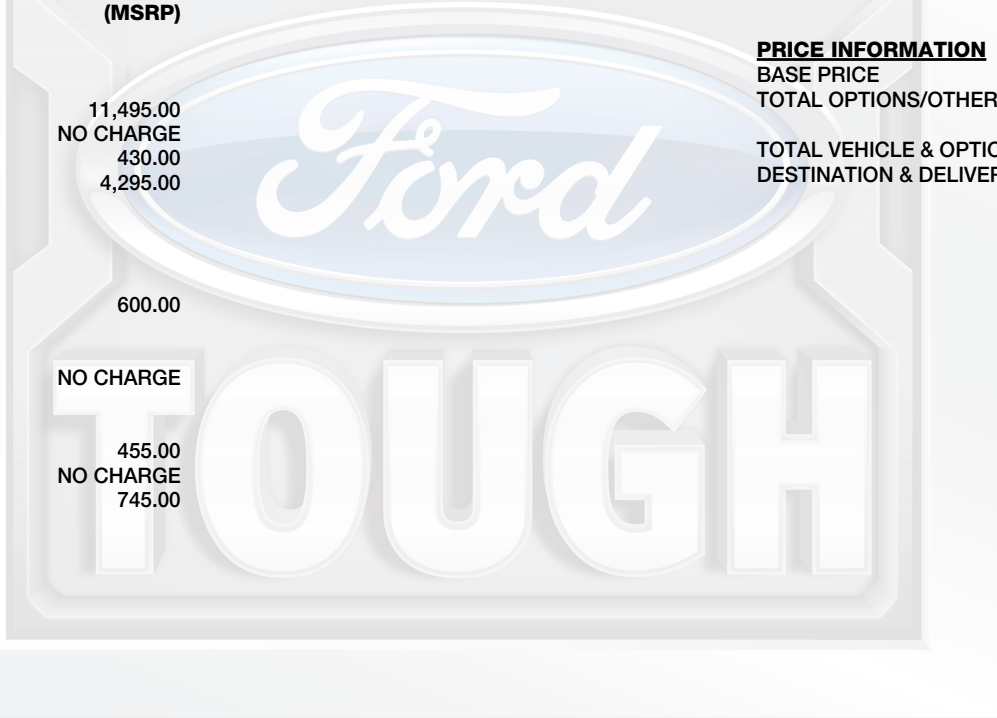 (MSRP)
11,495.00
NO CHARGE
430.00
4,295.00
600.00
NO CHARGE
455.00
NO CHARGE
745.00
PRICE INFORMATION
BASE PRICE
TOTAL OPTIONS/OTHER
TOTAL VEHICLE & OPTIO
DESTINATION & DELIVER
Ford
TOUGH